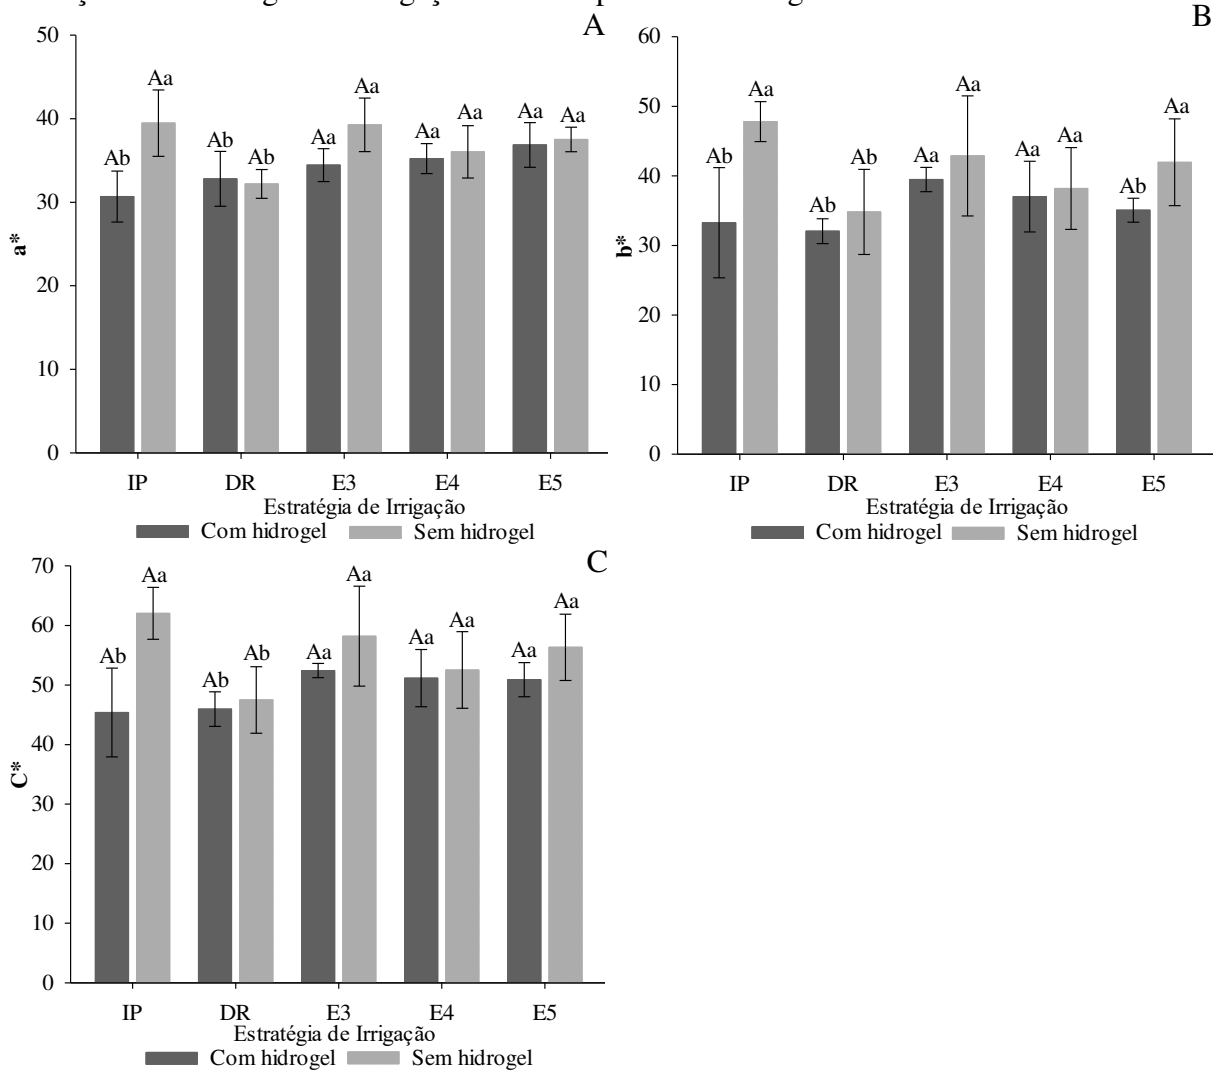 A
50
40
30
20
10
0
a*
Aa
Ab
Ab
Ab
Aa
Aa
Aa
Aa
Aa
Aa
IP DR E3 E4 E5
Estratégia de Irrigação
Com hidrogel Sem hidrogel
B
60
50
40
30
20
10
0
b*
Ab
Aa
Ab
Ab
Aa
Aa
Aa
Aa
Ab
Aa
IP DR E3 E4 E5
Estratégia de Irrigação
Com hidrogel Sem hidrogel
C
70
60
50
40
30
20
10
0
C*
Ab
Aa
Ab
Ab
Aa
Aa
Aa
Aa
Aa
Aa
IP DR E3 E4 E5
Estratégia de Irrigação
Com hidrogel Sem hidrogel